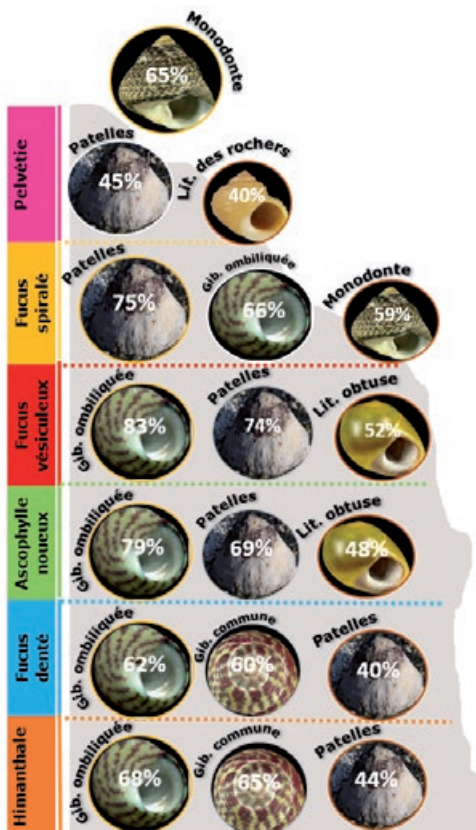 Monodonte
65%
Pelvétie
Patelles
45%
Lit. des rochers
40%
Fucus
spiralé
Patelles
75%
Gib. ombiliquée
66%
Monodonte
59%
Fucus
vésiculeux
Gib. ombiliquée
83%
Patelles
74%
Lit. obtuse
52%
Ascophylle
noueux
Gib. ombiliquée
79%
Patelles
69%
Lit. obtuse
48%
Fucus
denté
Gib. ombiliquée
62%
Gib. commune
60%
Patelles
40%
Himanthale
Gib. ombiliquée
68%
Gib. commune
65%
Patelles
44%